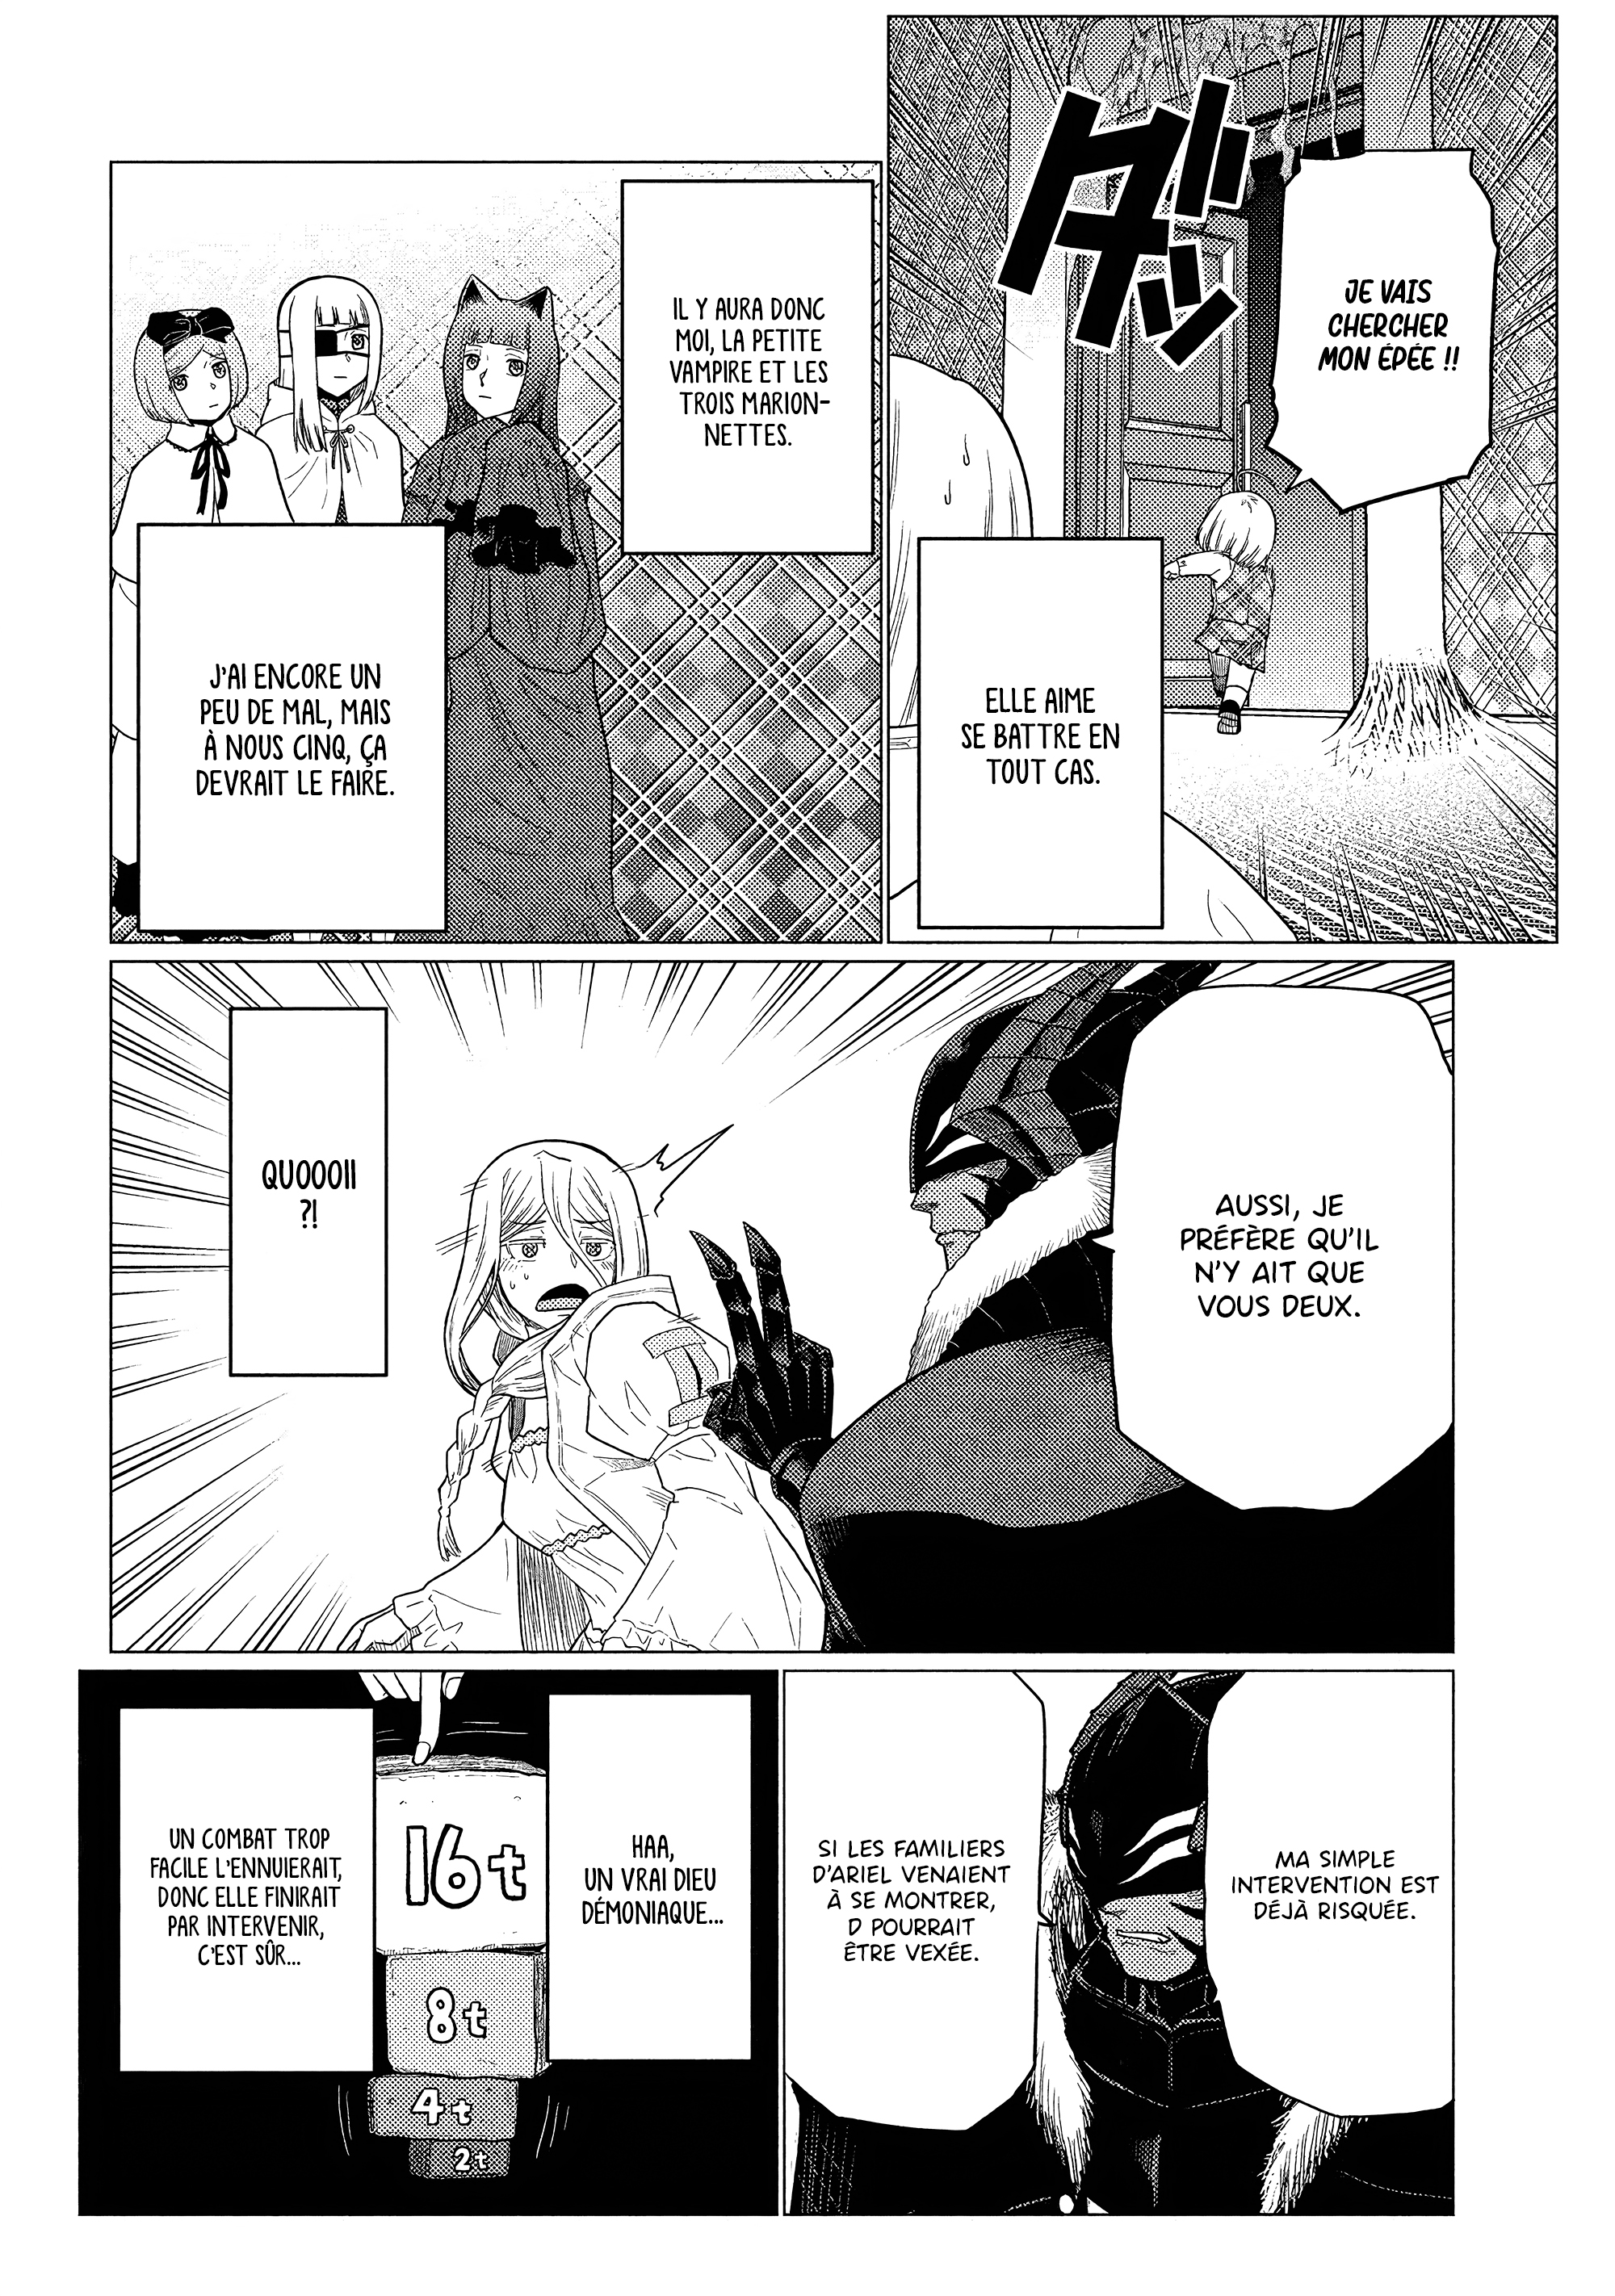 JE VAIS
CHERCHER
MON ÉPÉE !!
ダッ
ELLE AIME
SE BATTRE EN
TOUT CAS.
IL Y AURA DONC
MOI, LA PETITE
VAMPIRE ET LES
TROIS MARION-
NETTES.
J'AI ENCORE UN
PEU DE MAL, MAIS
À NOUS CINQ, ÇA
DEVRAIT LE FAIRE.
AUSSI, JE
PRÉFÈRE QU'IL
N'Y AIT QUE
VOUS DEUX.
QUOOOII
?!
MA SIMPLE
INTERVENTION EST
DÉJÀ RISQUÉE.
SI LES FAMILIERS
D'ARIEL VENAIENT
À SE MONTRER,
D POURRAIT
ÊTRE VEXÉE.
HAA,
UN VRAI DIEU
DÉMONIAQUE...
16t
8t
4t
2t
UN COMBAT TROP
FACILE L'ENNUIERAIT,
DONC ELLE FINIRAIT
PAR INTERVENIR,
C'EST SÛR...